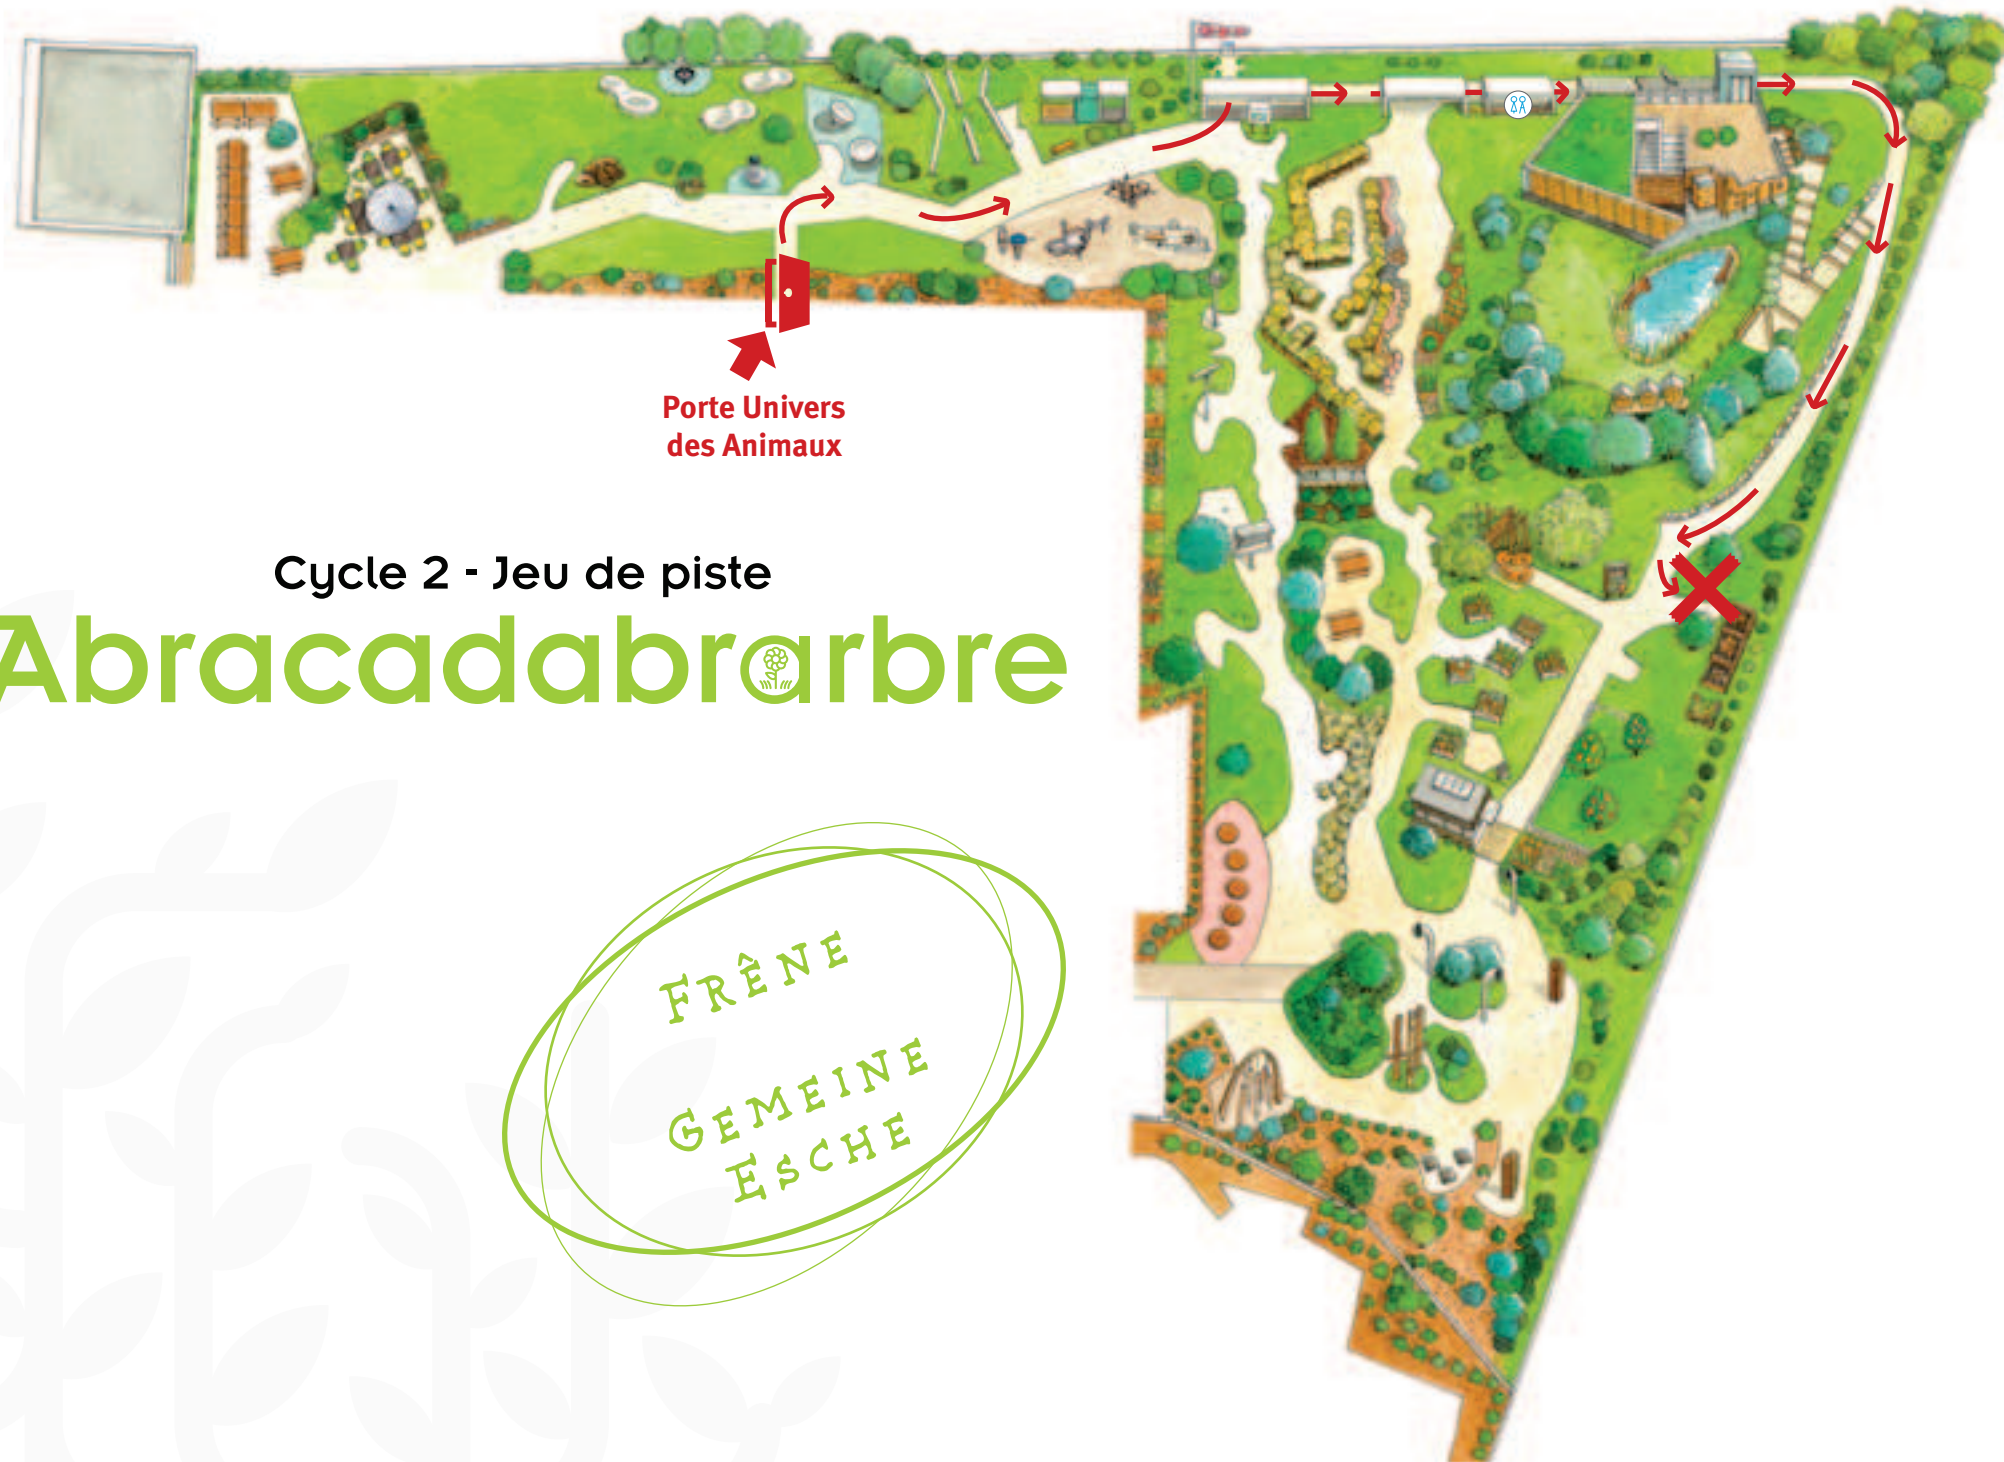 Porte Univers
des Animaux
Cycle 2 - Jeu de piste
Abracadabrarbre
FRÊNE
GEMEINE
ESCHE